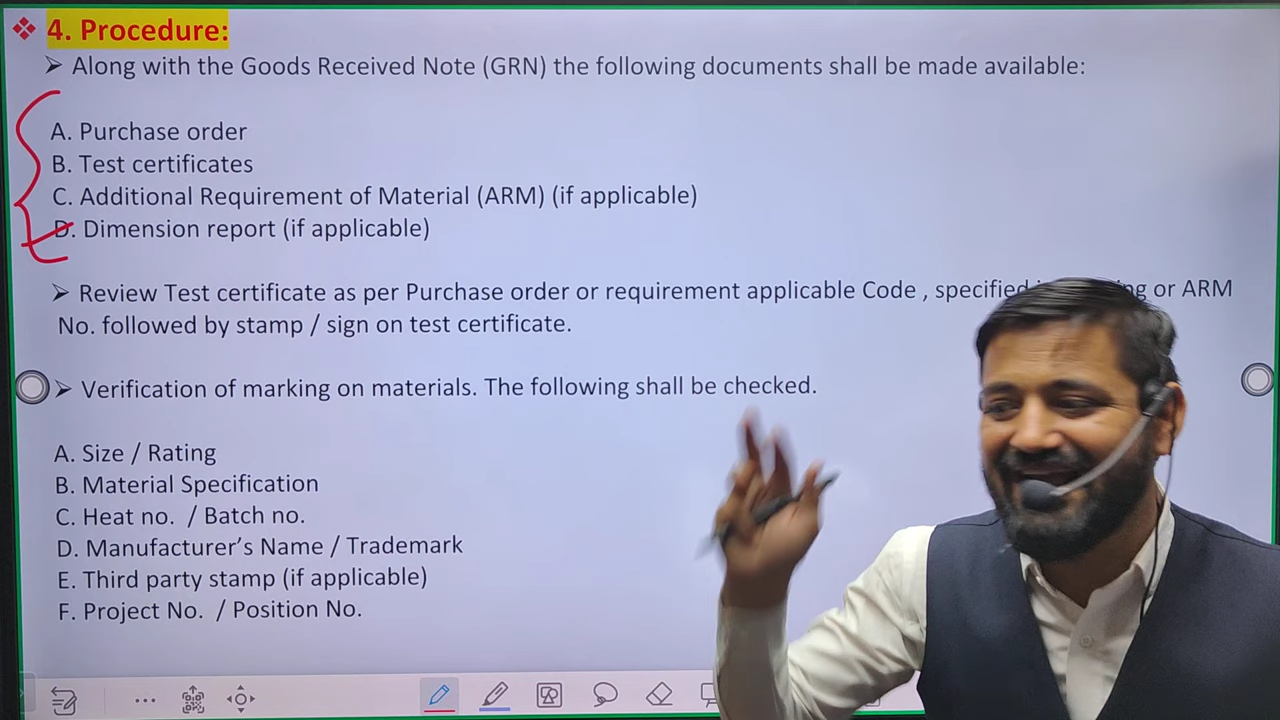 ❖ 4. Procedure:
➤ Along with the Goods Received Note (GRN) the following documents shall be made available:
A. Purchase order
B. Test certificates
C. Additional Requirement of Material (ARM) (if applicable)
D. Dimension report (if applicable)
➤ Review Test certificate as per Purchase order or requirement applicable Code , specified or ARM
No. followed by stamp / sign on test certificate.
➤ Verification of marking on materials. The following shall be checked.
A. Size / Rating
B. Material Specification
C. Heat no. / Batch no.
D. Manufacturer’s Name / Trademark
E. Third party stamp (if applicable)
F. Project No. / Position No.